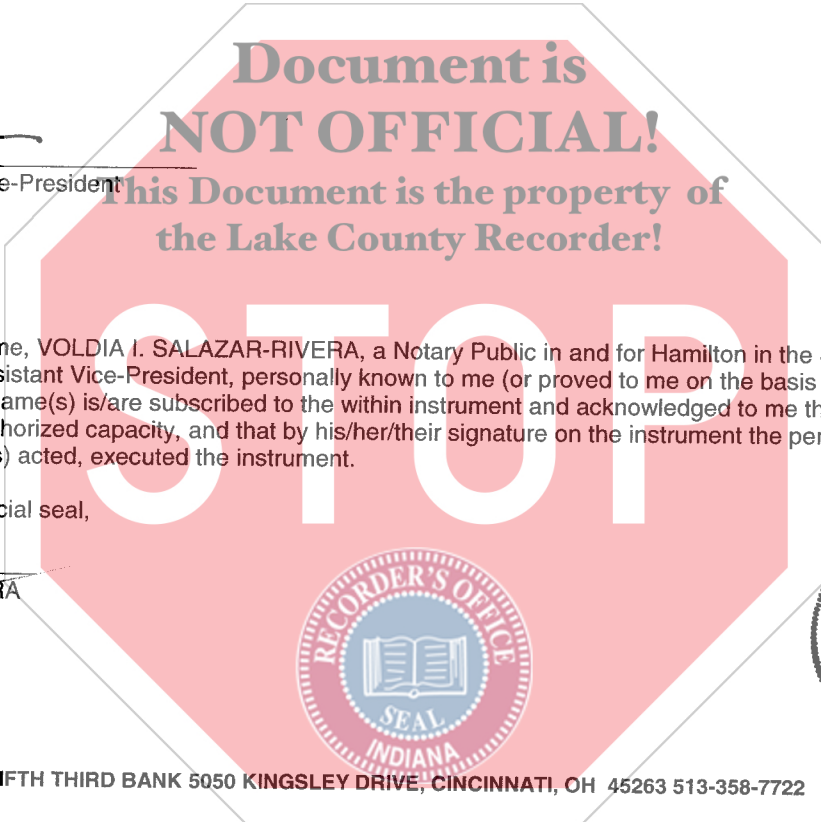 Document is
NOT OFFICIAL!
e-President
This Document is the property of
the Lake County Recorder!
STOP
me, VOLDIA I. SALAZAR-RIVERA, a Notary Public in and for Hamilton in the
sistant Vice-President, personally known to me (or proved to me on the basis
ame(s) is/are subscribed to the within instrument and acknowledged to me th
horized capacity, and that by his/her/their signature on the instrument the per
s) acted, executed the instrument.
cial seal,
RA
RECORDER'S OFFICE
SEAL
INDIANA
IFTH THIRD BANK 5050 KINGSLEY DRIVE, CINCINNATI, OH 45263 513-358-7722